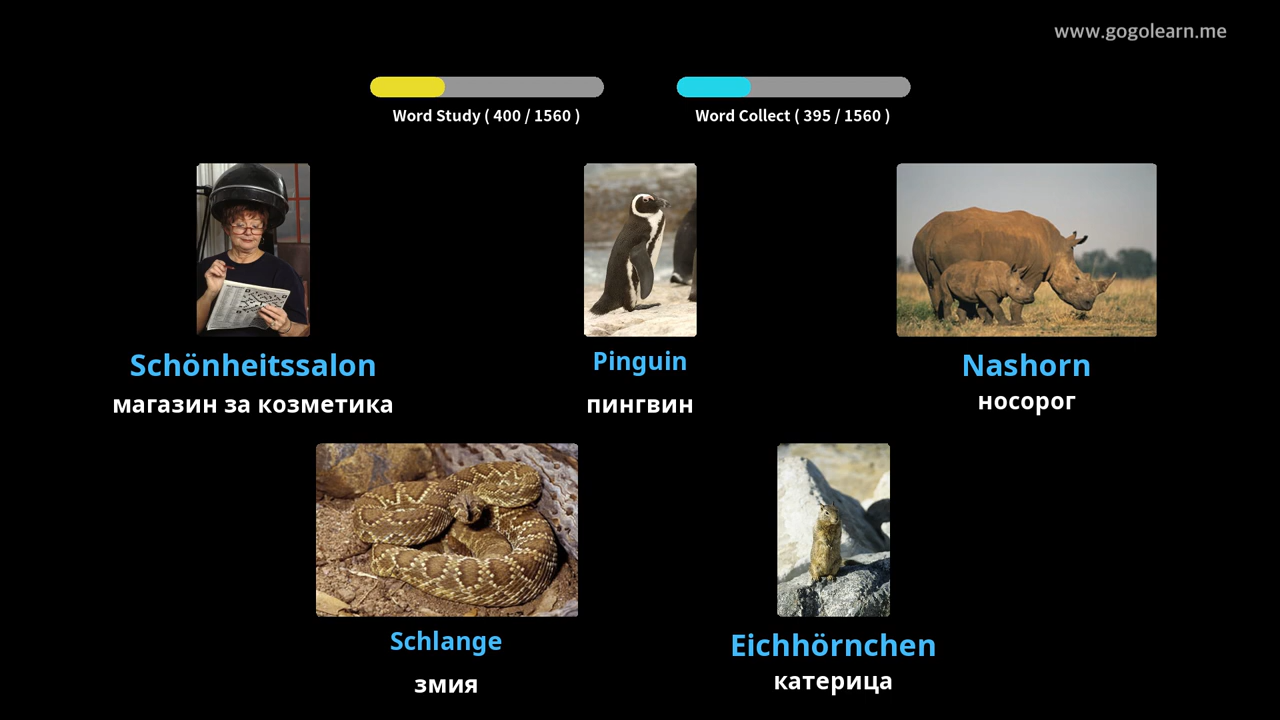 www.gogolearn.me
Word Study ( 400 / 1560 )
Word Collect ( 395 / 1560 )
Schönheitssalon
магазин за козметика
Pinguin
пингвин
Nashorn
носорог
Schlange
змия
Eichhörnchen
катерица